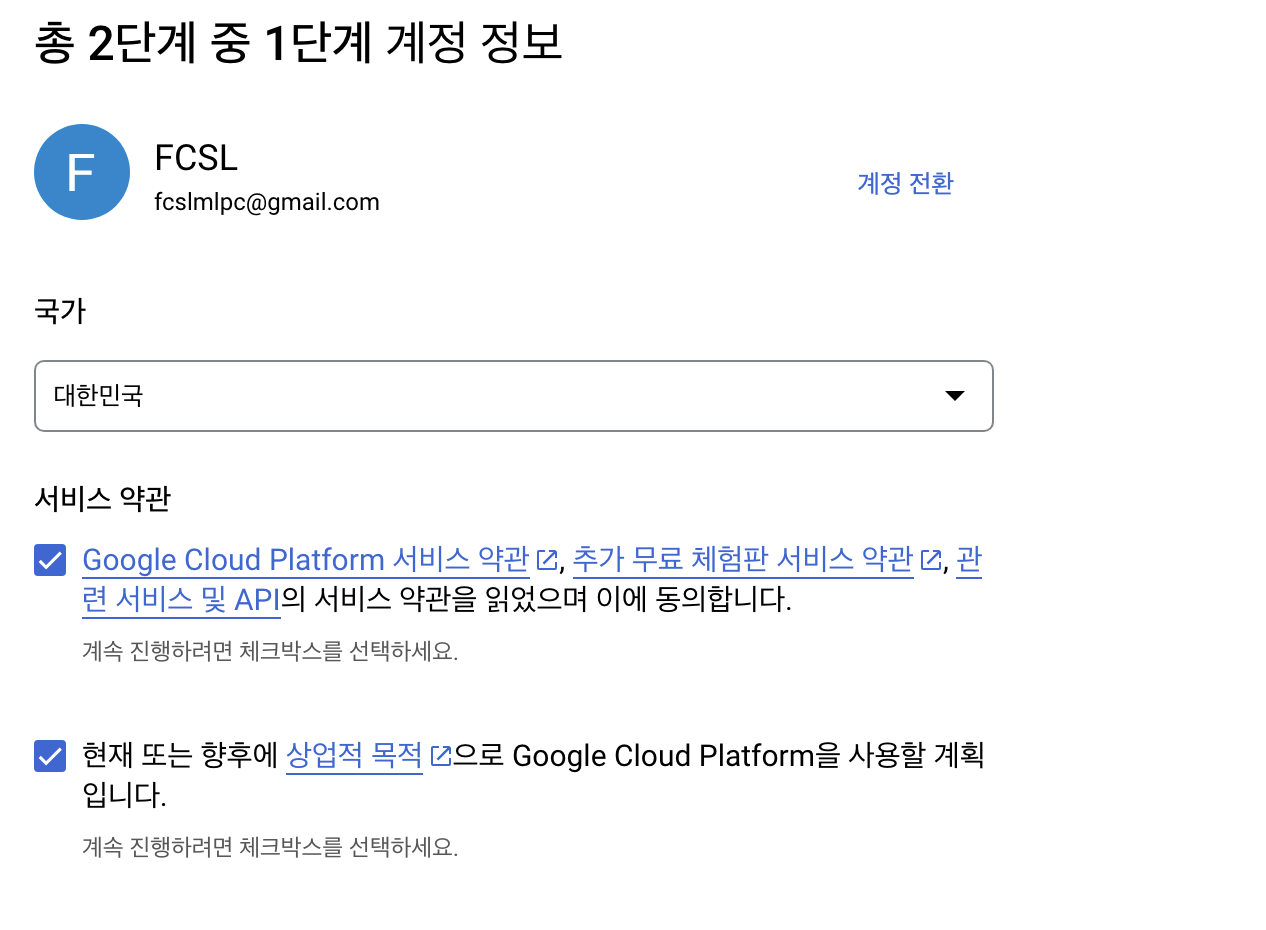 총 2단계 중 1단계 계정 정보
F
FCSL
fcslmlpc@gmail.com
계정 전환
국가
대한민국
서비스 약관
Google Cloud Platform 서비스 약관, 추가 무료 체험판 서비스 약관, 관
련 서비스 및 API의 서비스 약관을 읽었으며 이에 동의합니다.
계속 진행하려면 체크박스를 선택하세요.
현재 또는 향후에 상업적 목적으로 Google Cloud Platform을 사용할 계획
입니다.
계속 진행하려면 체크박스를 선택하세요.